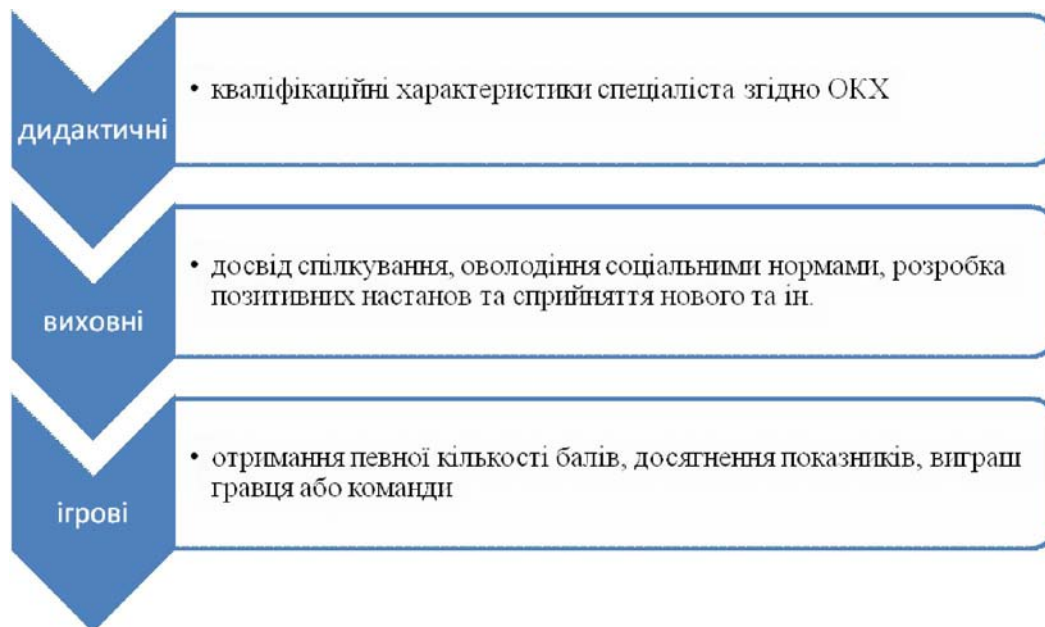 дидактичні
• кваліфікаційні характеристики спеціаліста згідно ОКХ
виховні
• досвід спілкування, оволодіння соціальними нормами, розробка
позитивних настанов та сприйняття нового та ін.
ігрові
• отримання певної кількості балів, досягнення показників, виграш
гравця або команди